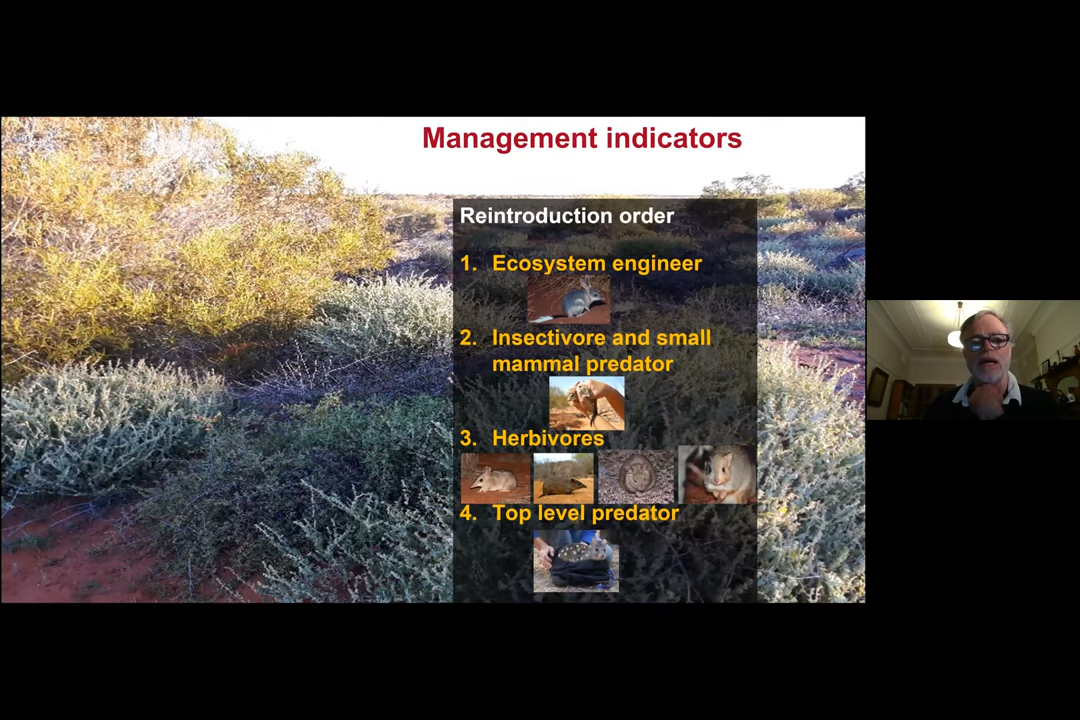 Management indicators
Reintroduction order
1. Ecosystem engineer
2. Insectivore and small
mammal predator
3. Herbivores
4. Top level predator